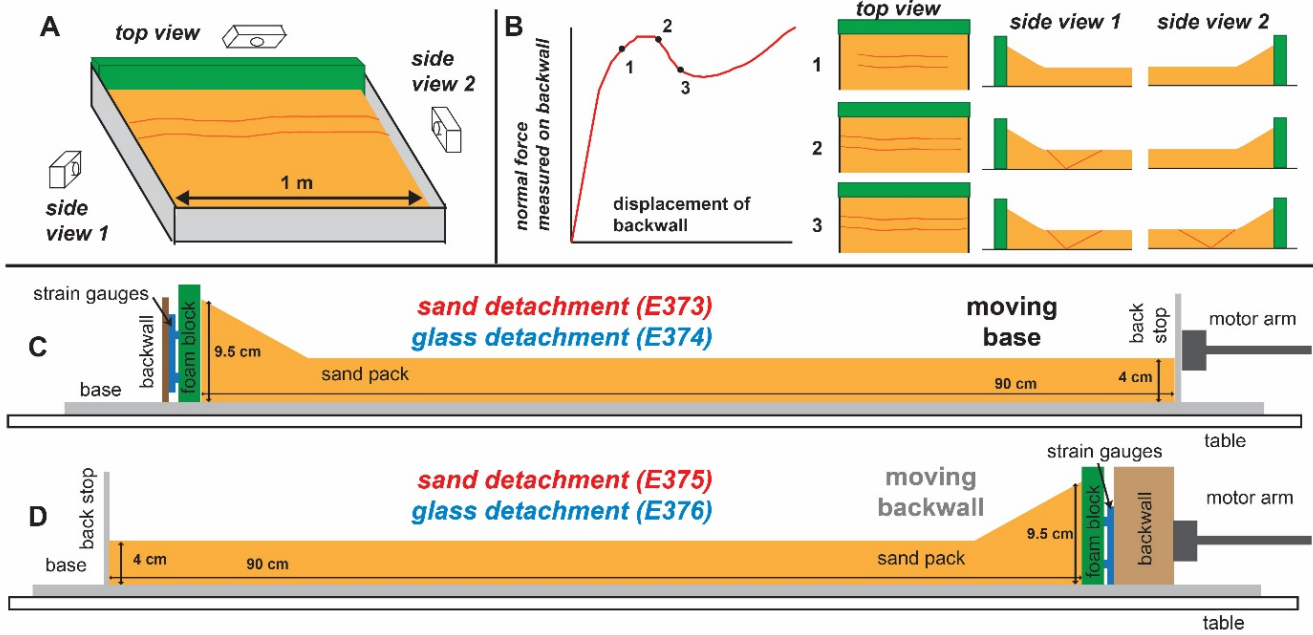 A
top view
side
view 2
side
view 1
1 m
B
normal force
measured on backwall
displacement of
backwall
1
2
3
top view
side view 1
side view 2
1
2
3
C
strain gauges
backwall
foam block
base
9.5 cm
sand pack
sand detachment (E373)
glass detachment (E374)
moving
base
90 cm
4 cm
back
stop
motor arm
table
D
back stop
base
4 cm
90 cm
sand detachment (E375)
glass detachment (E376)
moving
backwall
sand pack
9.5 cm
strain gauges
foam block
backwall
motor arm
table